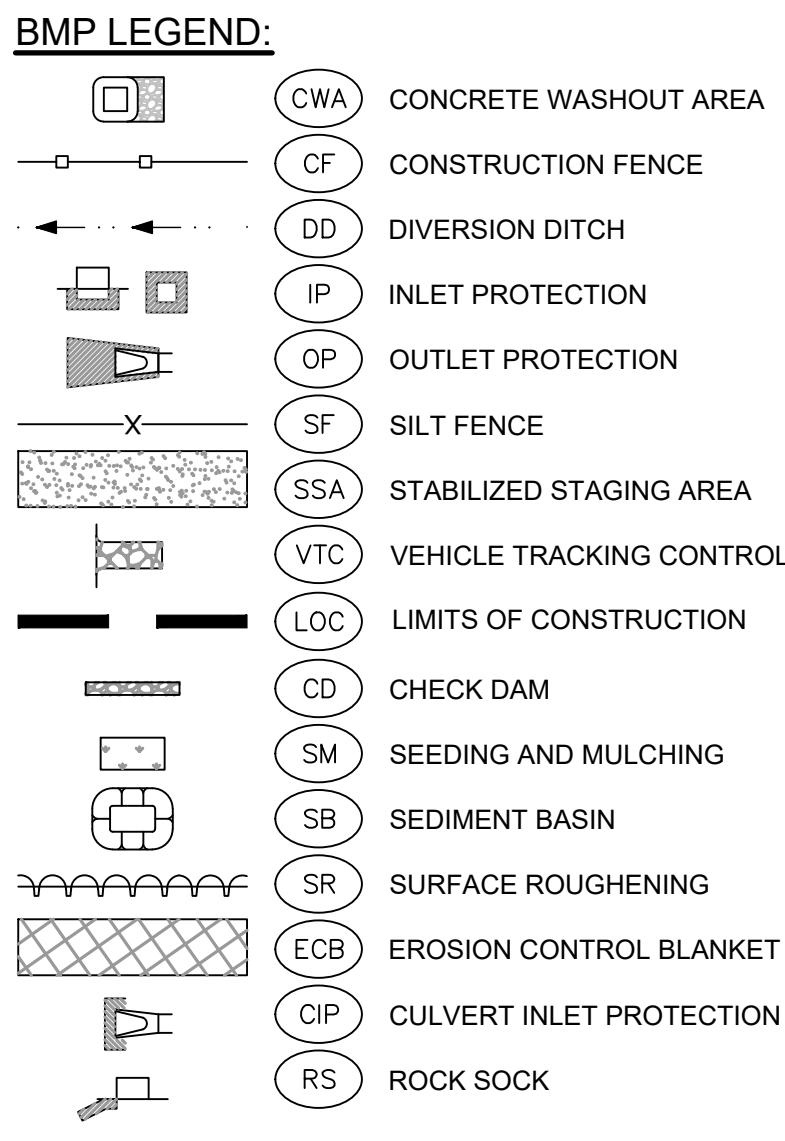 BMP LEGEND:
CWA CONCRETE WASHOUT AREA
CF CONSTRUCTION FENCE
DD DIVERSION DITCH
IP INLET PROTECTION
OP OUTLET PROTECTION
X SF SILT FENCE
SSA STABILIZED STAGING AREA
VTC VEHICLE TRACKING CONTROL
LOC LIMITS OF CONSTRUCTION
CD CHECK DAM
SM SEEDING AND MULCHING
SB SEDIMENT BASIN
SR SURFACE ROUGHENING
ECB EROSION CONTROL BLANKET
CIP CULVERT INLET PROTECTION
RS ROCK SOCK